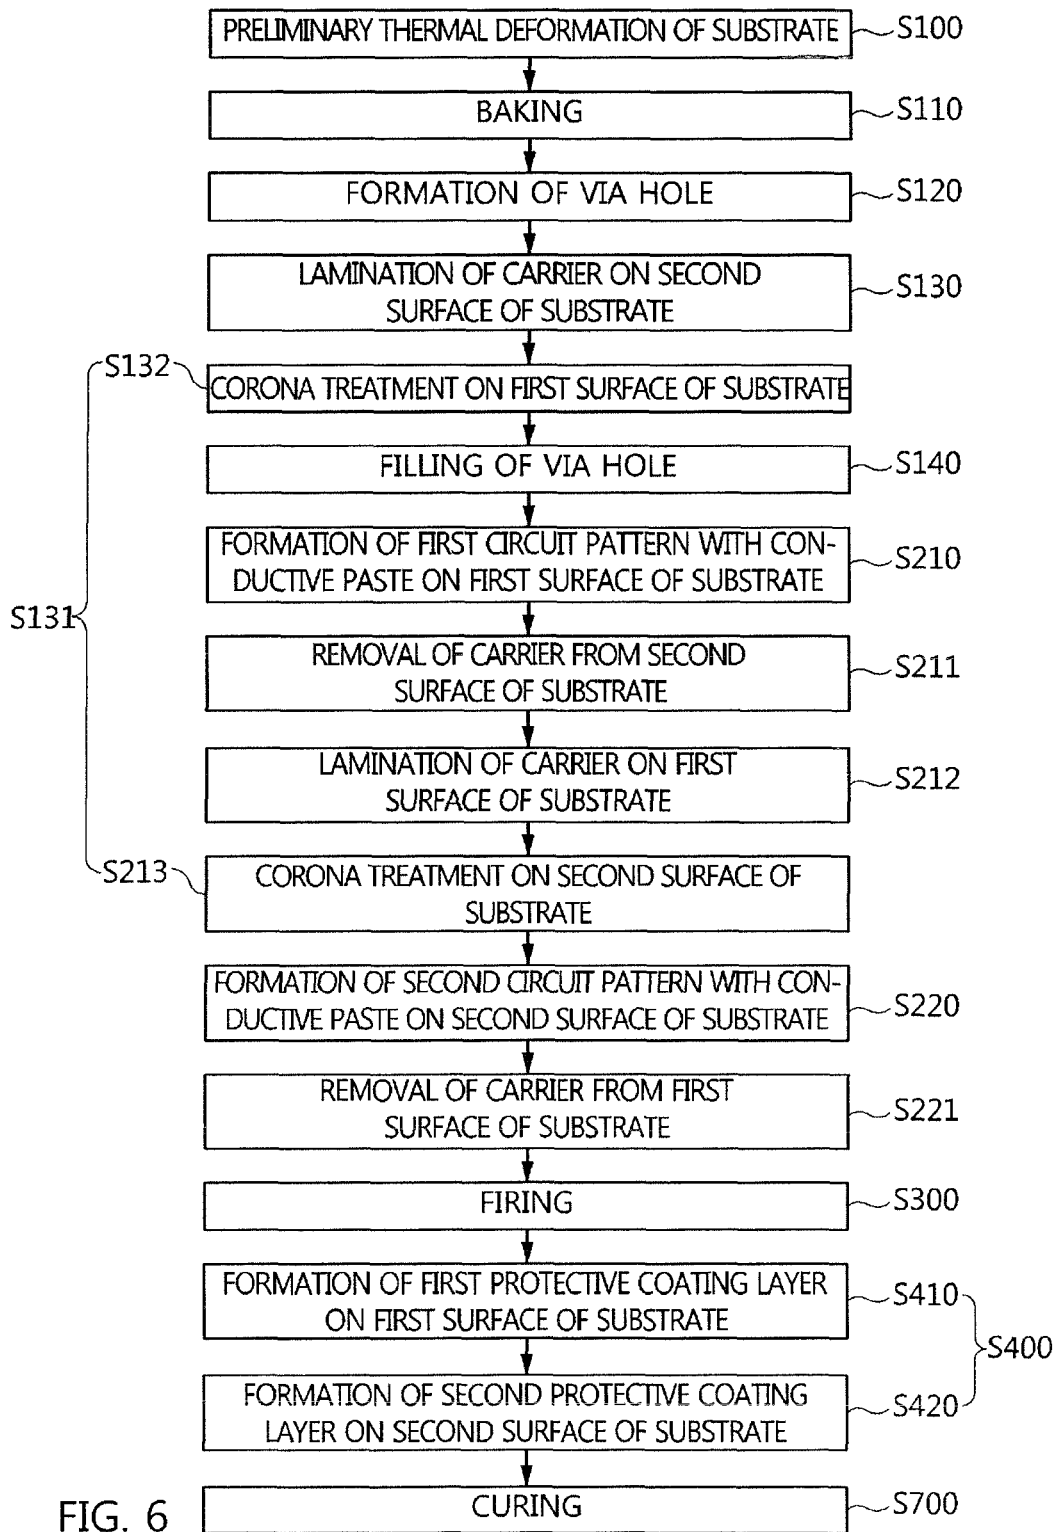 PRELIMINARY THERMAL DEFORMATION OF SUBSTRATE
S100
BAKING
S110
FORMATION OF VIA HOLE
S120
LAMINATION OF CARRIER ON SECOND
SURFACE OF SUBSTRATE
S130
S132
CORONA TREATMENT ON FIRST SURFACE OF SUBSTRATE
FILLING OF VIA HOLE
S140
FORMATION OF FIRST CIRCUIT PATTERN WITH CON-
DUCTIVE PASTE ON FIRST SURFACE OF SUBSTRATE
S210
S131
REMOVAL OF CARRIER FROM SECOND
SURFACE OF SUBSTRATE
S211
LAMINATION OF CARRIER ON FIRST
SURFACE OF SUBSTRATE
S212
S213
CORONA TREATMENT ON SECOND SURFACE OF
SUBSTRATE
FORMATION OF SECOND CIRCUIT PATTERN WITH CON-
DUCTIVE PASTE ON SECOND SURFACE OF SUBSTRATE
S220
REMOVAL OF CARRIER FROM FIRST
SURFACE OF SUBSTRATE
S221
FIRING
S300
FORMATION OF FIRST PROTECTIVE COATING LAYER
ON FIRST SURFACE OF SUBSTRATE
S410
S400
FORMATION OF SECOND PROTECTIVE COATING
LAYER ON SECOND SURFACE OF SUBSTRATE
S420
CURING
S700
FIG. 6